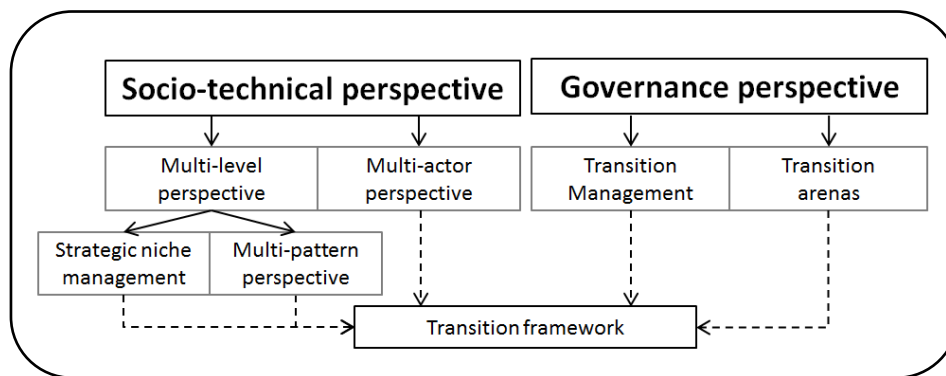 Socio-technical perspective
Governance perspective
Multi-level
perspective
Multi-actor
perspective
Transition
Management
Transition
arenas
Strategic niche
management
Multi-pattern
perspective
Transition framework